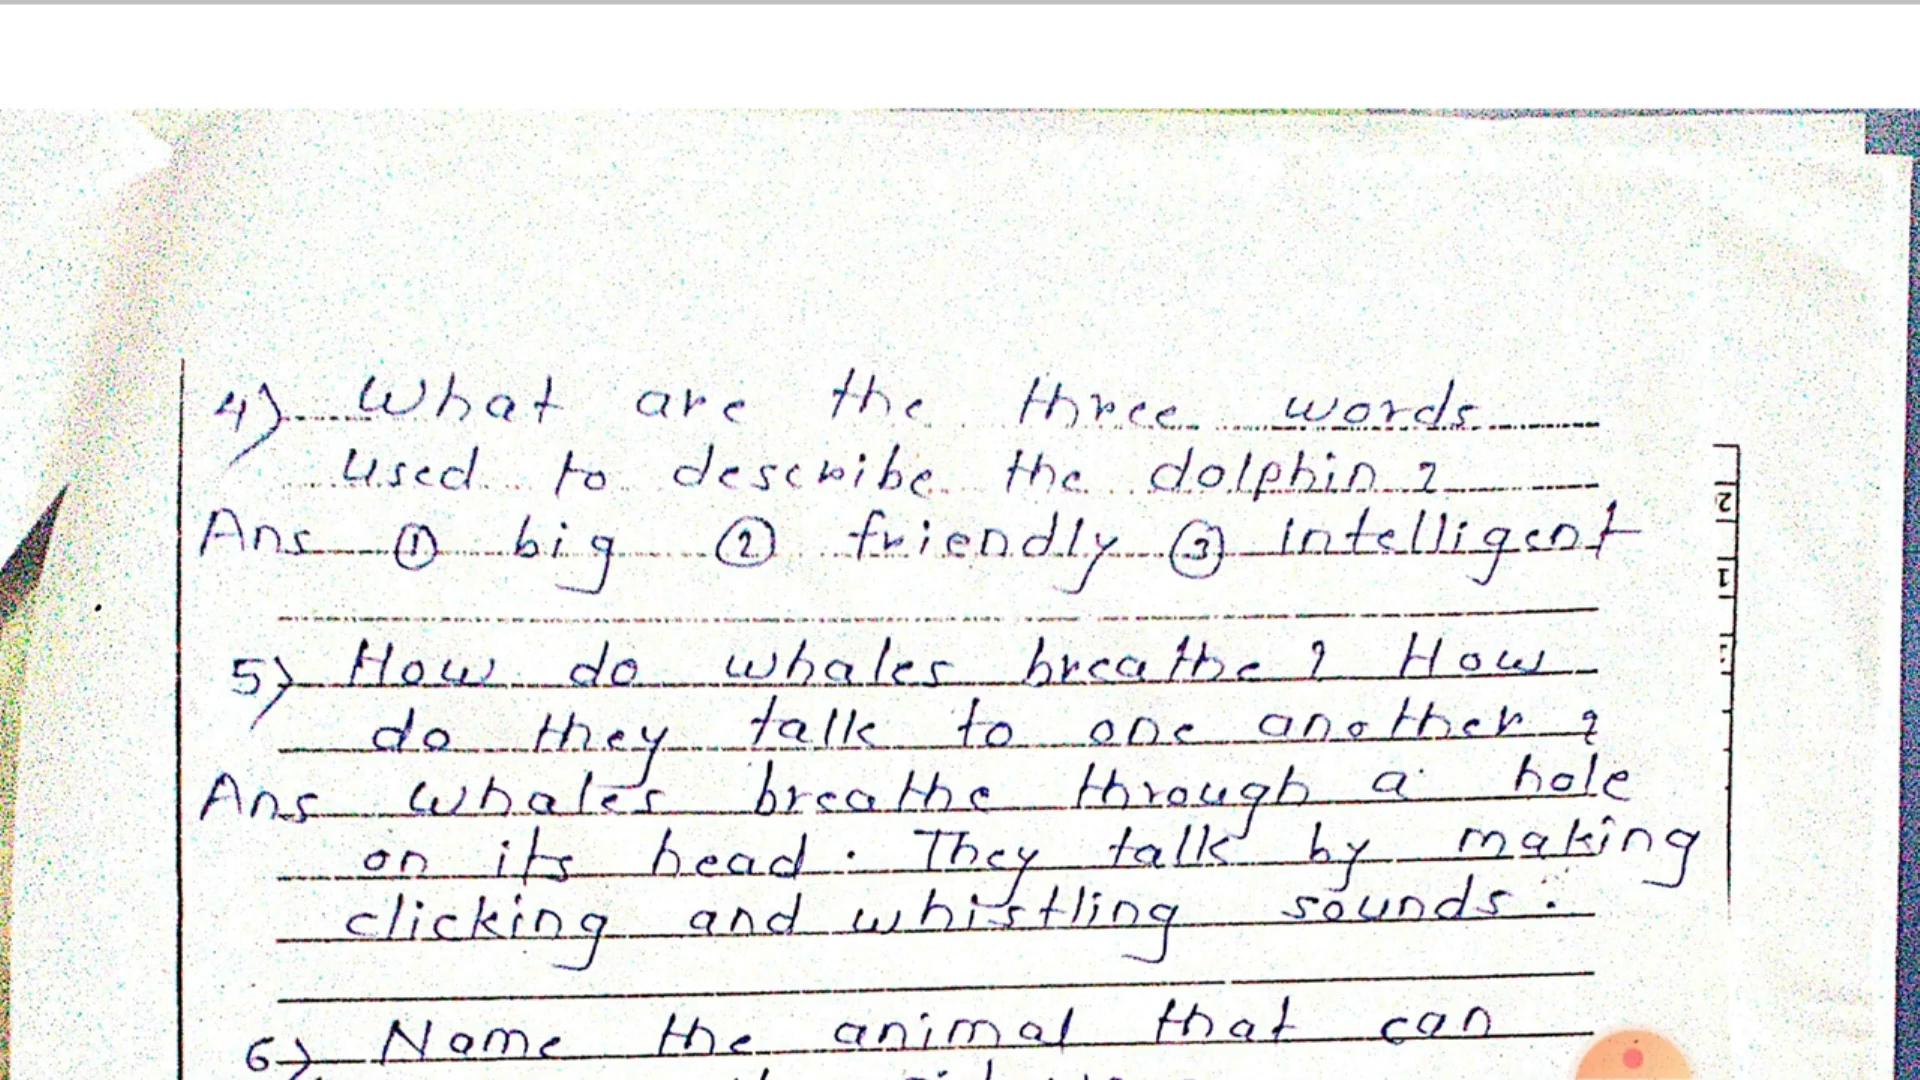 4) What are the three words
used to describe the dolphin?
Ans ① big ② friendly ③ intelligent
5) How do whales breathe? How
do they talk to one another?
Ans Whales breathe through a hole
on its head. They talk by making
clicking and whistling sounds.
6) Name the animal that can
2
1